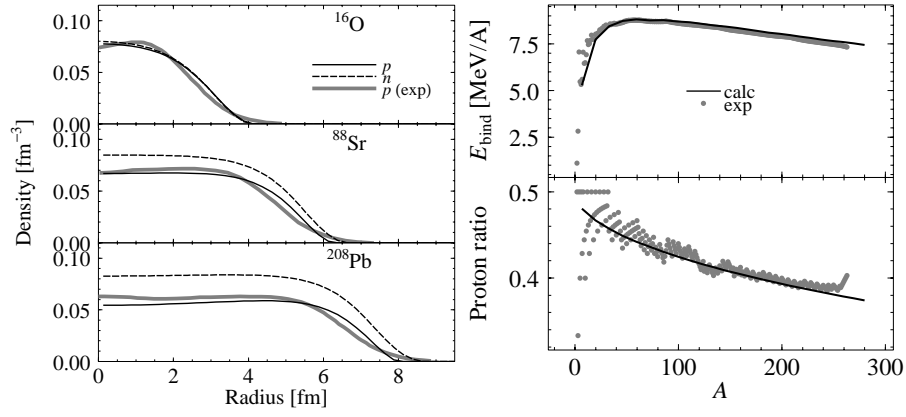 0.10
0.05
0.00
¹⁶O
p
n
p (exp)
Density [fm⁻³]
0.10
0.05
0.00
⁸⁸Sr
0.10
0.05
0.00
²⁰⁸Pb
0 2 4 6 8
Radius [fm]
E_bind [MeV/A]
7.5
5.0
2.5
calc
exp
Proton ratio
0.5
0.4
0 100 200 300
A